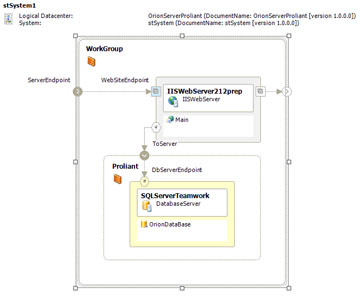 stSystem1
Logical Datacenter: OrionServerProliant (DocumentName: OrionServerProliant [version 1.0.0.0])
System: stSystem (DocumentName: stSystem [version 1.0.0.0])
WorkGroup
ServerEndpoint
WebSiteEndpoint
IISWebServer212prep
IISWebServer
Main
ToServer
Proliant
DbServerEndpoint
SQLServerTeamwork
DatabaseServer
OrionDataBase